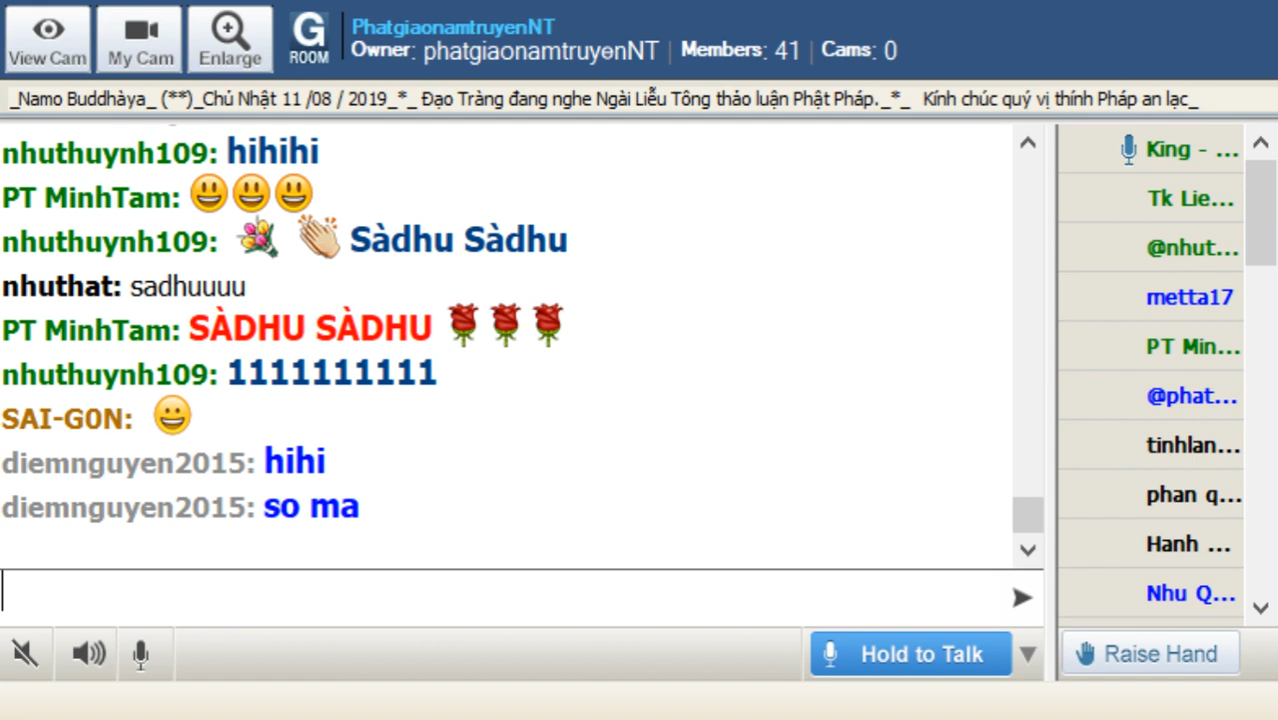 PhatgiaonamtruyenNT
Owner: phatgiaonamtruyenNT | Members: 41 | Cams: 0
View Cam
My Cam
Enlarge
G
ROOM
_Namo Buddhàya_ (**)_Chủ Nhật 11 /08 / 2019_*_ Đạo Tràng đang nghe Ngài Liễu Tông thảo luận Phật Pháp._*_ Kính chúc quý vị thính Pháp an lạc_
nhuthuynh109: hihihi
PT MinhTam: 😃😃😃
nhuthuynh109: 💐 👏 Sàdhu Sàdhu
nhuthat: sadhuuuu
PT MinhTam: SÀDHU SÀDHU 🌹🌹🌹
nhuthuynh109: 1111111111
SAI-G0N: 😀
diemnguyen2015: hihi
diemnguyen2015: so ma
King - ...
Tk Lie...
@nhut...
metta17
PT Min...
@phat...
tinhlan...
phan q...
Hanh ...
Nhu Q...
Hold to Talk
Raise Hand